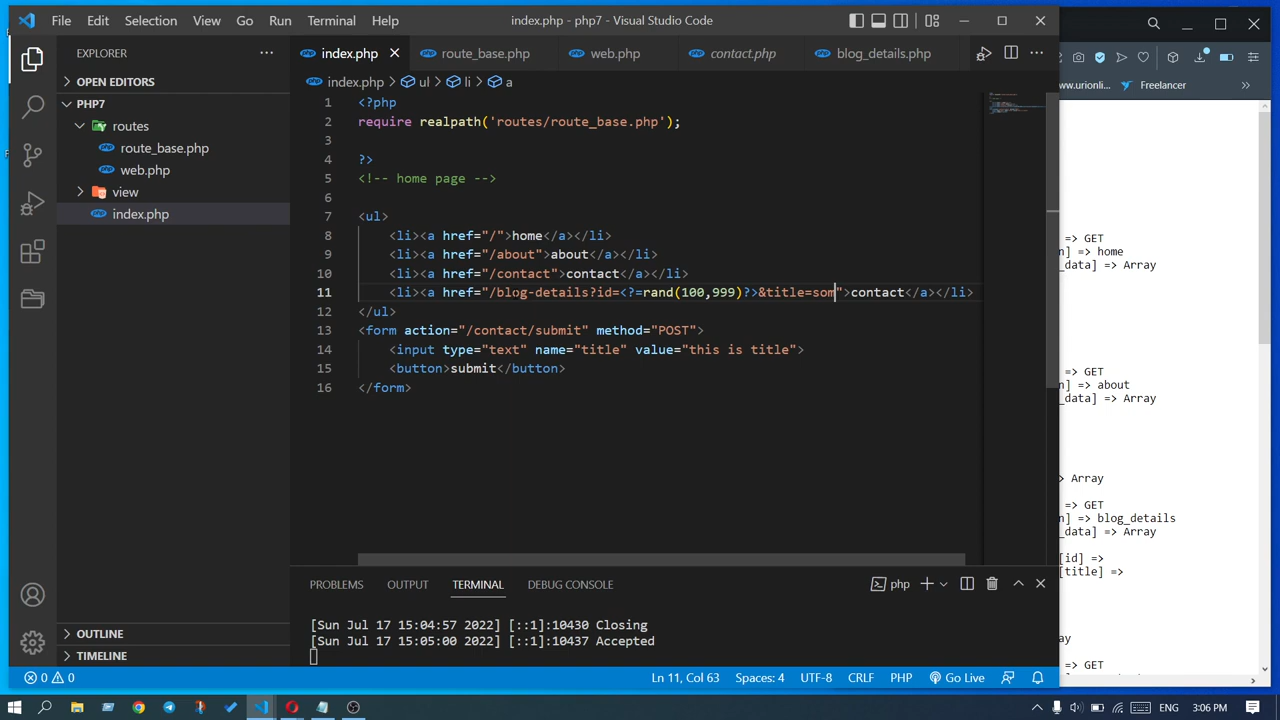 File Edit Selection View Go Run Terminal Help index.php - php7 - Visual Studio Code
EXPLORER
index.php route_base.php web.php contact.php blog_details.php
www.urionli... Freelancer
OPEN EDITORS
index.php > ul > li > a
PHP7
routes
route_base.php
web.php
view
index.php
1 <?php
2 require realpath('routes/route_base.php');
3
4 ?>
5 <!-- home page -->
6
7 <ul>
8 <li><a href="/">home</a></li>
9 <li><a href="/about">about</a></li>
10 <li><a href="/contact">contact</a></li>
11 <li><a href="/blog-details?id=<?=rand(100,999)?>&title=som">contact</a></li>
12 </ul>
13 <form action="/contact/submit" method="POST">
14 <input type="text" name="title" value="this is title">
15 <button>submit</button>
16 </form>
=> GET
n] => home
_data] => Array
=> GET
n] => about
_data] => Array
> Array
=> GET
n] => blog_details
_data] => Array
[id] =>
[title] =>
ay
=> GET
PROBLEMS OUTPUT TERMINAL DEBUG CONSOLE php
[Sun Jul 17 15:04:57 2022] [::1]:10430 Closing
[Sun Jul 17 15:05:00 2022] [::1]:10437 Accepted
OUTLINE
TIMELINE
0 0 Ln 11, Col 63 Spaces: 4 UTF-8 CRLF PHP Go Live
ENG 3:06 PM